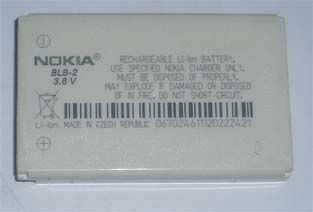 NOKIA®
BLB-2
3.6 V
RECHARGEABLE Li-Ion BATTERY.
USE SPECIFIED NOKIA CHARGER ONLY.
MUST BE DISPOSED OF PROPERLY.
MAY EXPLODE IF DAMAGED OR DISPOSED
OF IN FIRE. DO NOT SHORT-CIRCUIT.
Li-Ion
MADE IN CZECH REPUBLIC